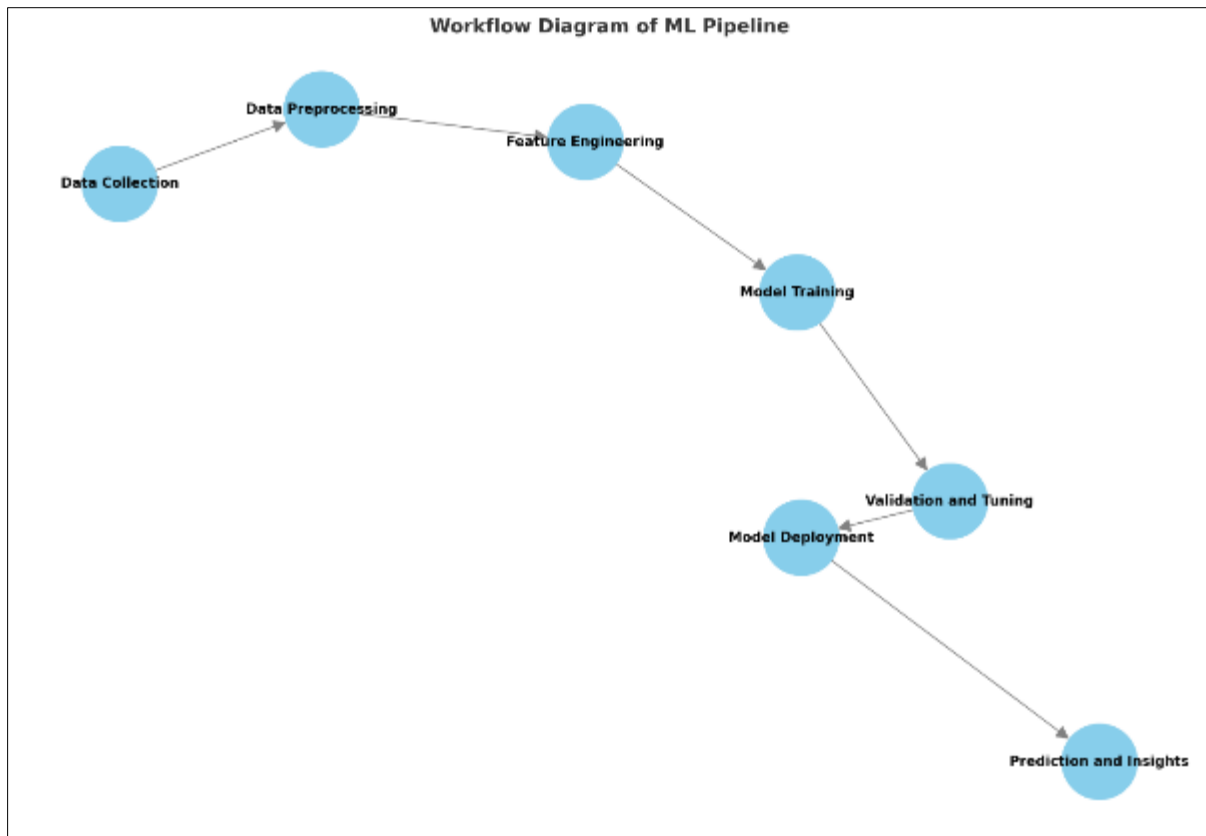 Workflow Diagram of ML Pipeline
Data Preprocessing
Feature Engineering
Data Collection
Model Training
Validation and Tuning
Model Deployment
Prediction and Insights